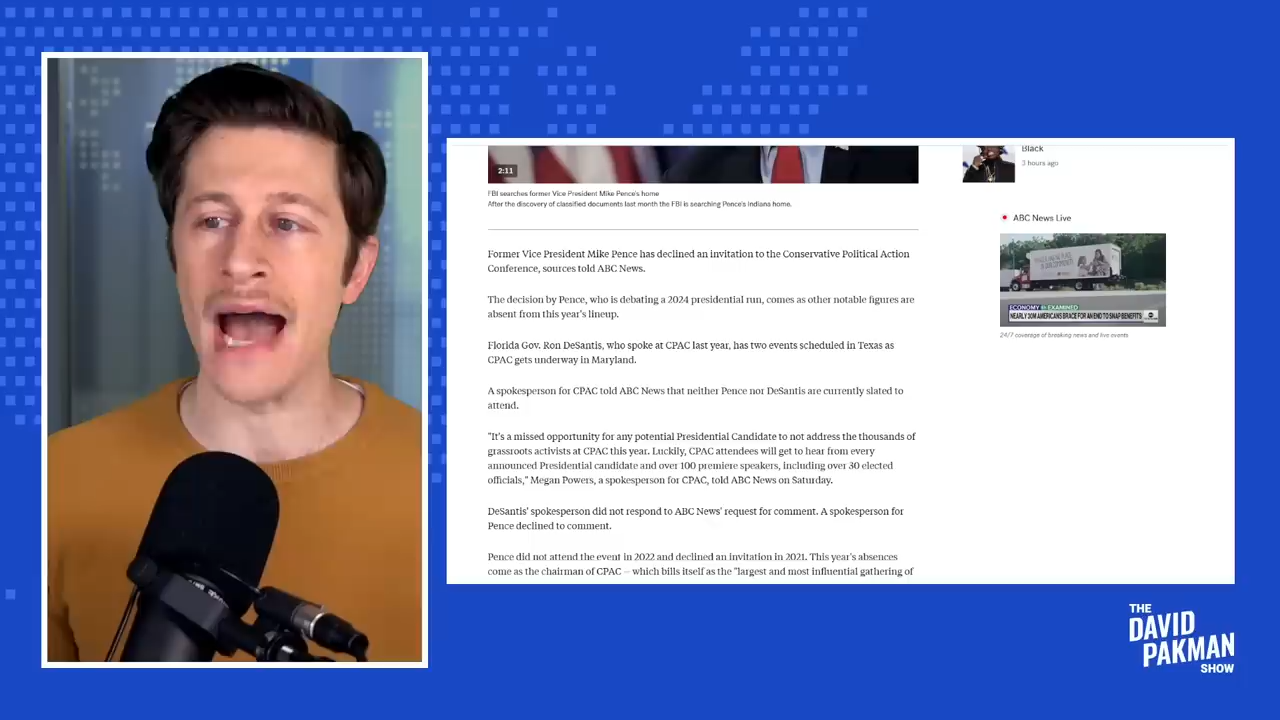 2:11
FBI searches former Vice President Mike Pence's home
After the discovery of classified documents last month the FBI is searching Pence's Indiana home.
Former Vice President Mike Pence has declined an invitation to the Conservative Political Action
Conference, sources told ABC News.
The decision by Pence, who is debating a 2024 presidential run, comes as other notable figures are
absent from this year's lineup.
Florida Gov. Ron DeSantis, who spoke at CPAC last year, has two events scheduled in Texas as
CPAC gets underway in Maryland.
A spokesperson for CPAC told ABC News that neither Pence nor DeSantis are currently slated to
attend.
"It's a missed opportunity for any potential Presidential Candidate to not address the thousands of
grassroots activists at CPAC this year. Luckily, CPAC attendees will get to hear from every
announced Presidential candidate and over 100 premiere speakers, including over 30 elected
officials," Megan Powers, a spokesperson for CPAC, told ABC News on Saturday.
DeSantis' spokesperson did not respond to ABC News' request for comment. A spokesperson for
Pence declined to comment.
Pence did not attend the event in 2022 and declined an invitation in 2021. This year's absences
come as the chairman of CPAC — which bills itself as the "largest and most influential gathering of
Black
3 hours ago
ABC News Live
ECONOMY
EXAMINED
NEARLY 30M AMERICANS BRACE FOR AN END TO SNAP BENEFITS
24/7 coverage of breaking news and live events
THE
DAVID
PAKMAN
SHOW